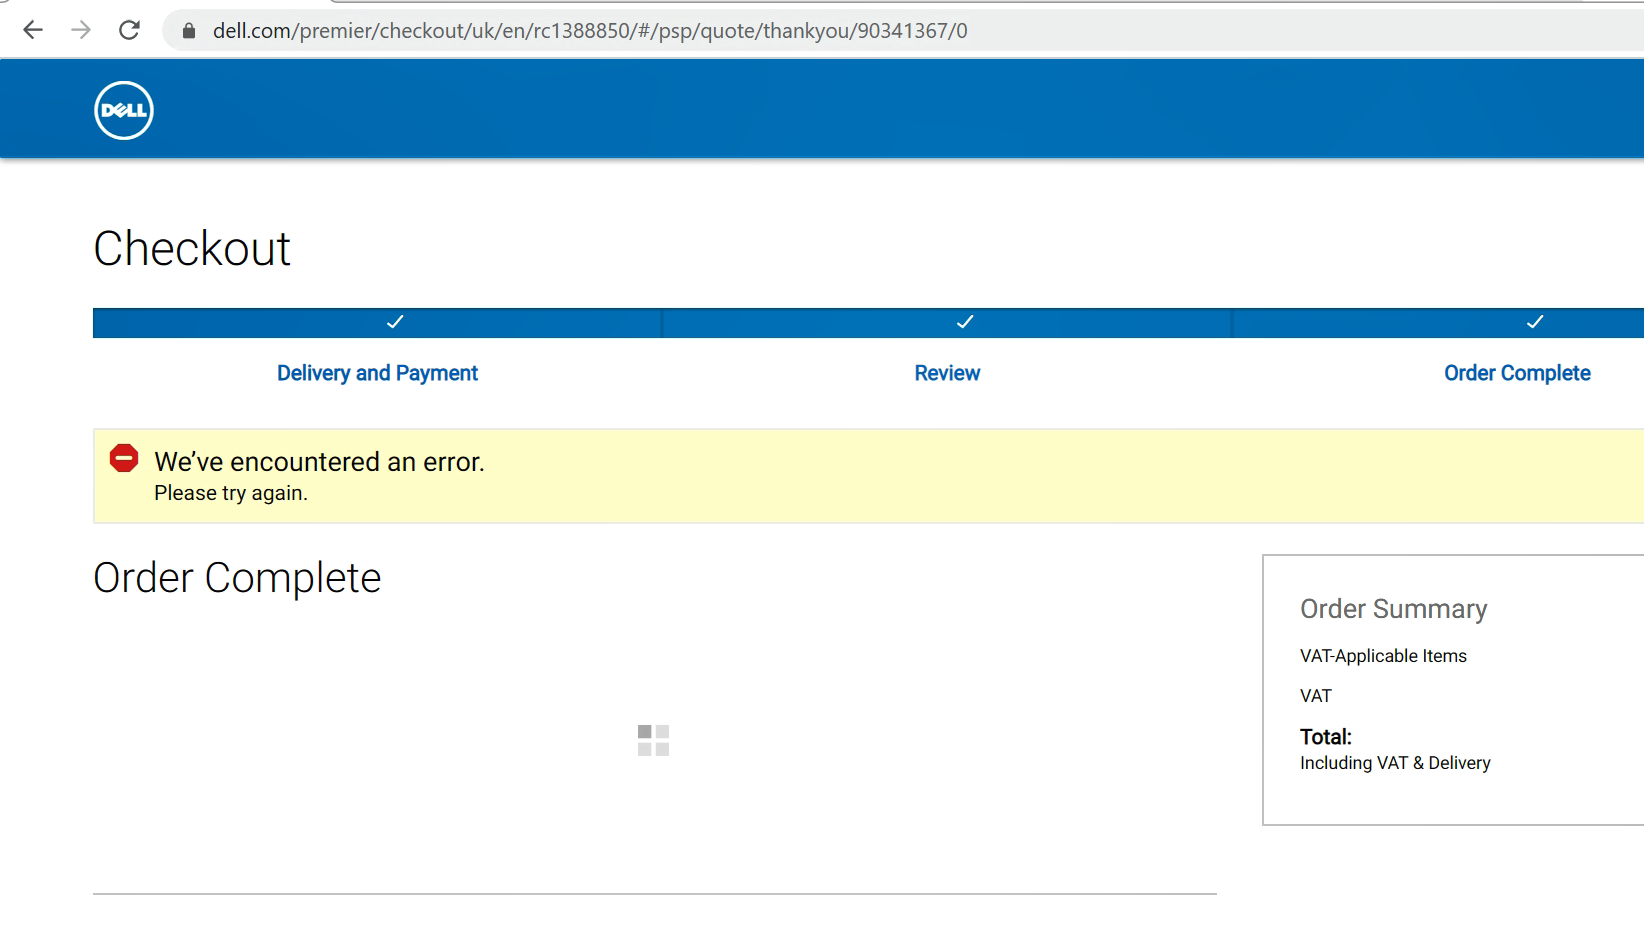 dell.com/premier/checkout/uk/en/rc1388850/#/psp/quote/thankyou/90341367/0
DELL
Checkout
Delivery and Payment
Review
Order Complete
We’ve encountered an error.
Please try again.
Order Complete
Order Summary
VAT-Applicable Items
VAT
Total:
Including VAT & Delivery